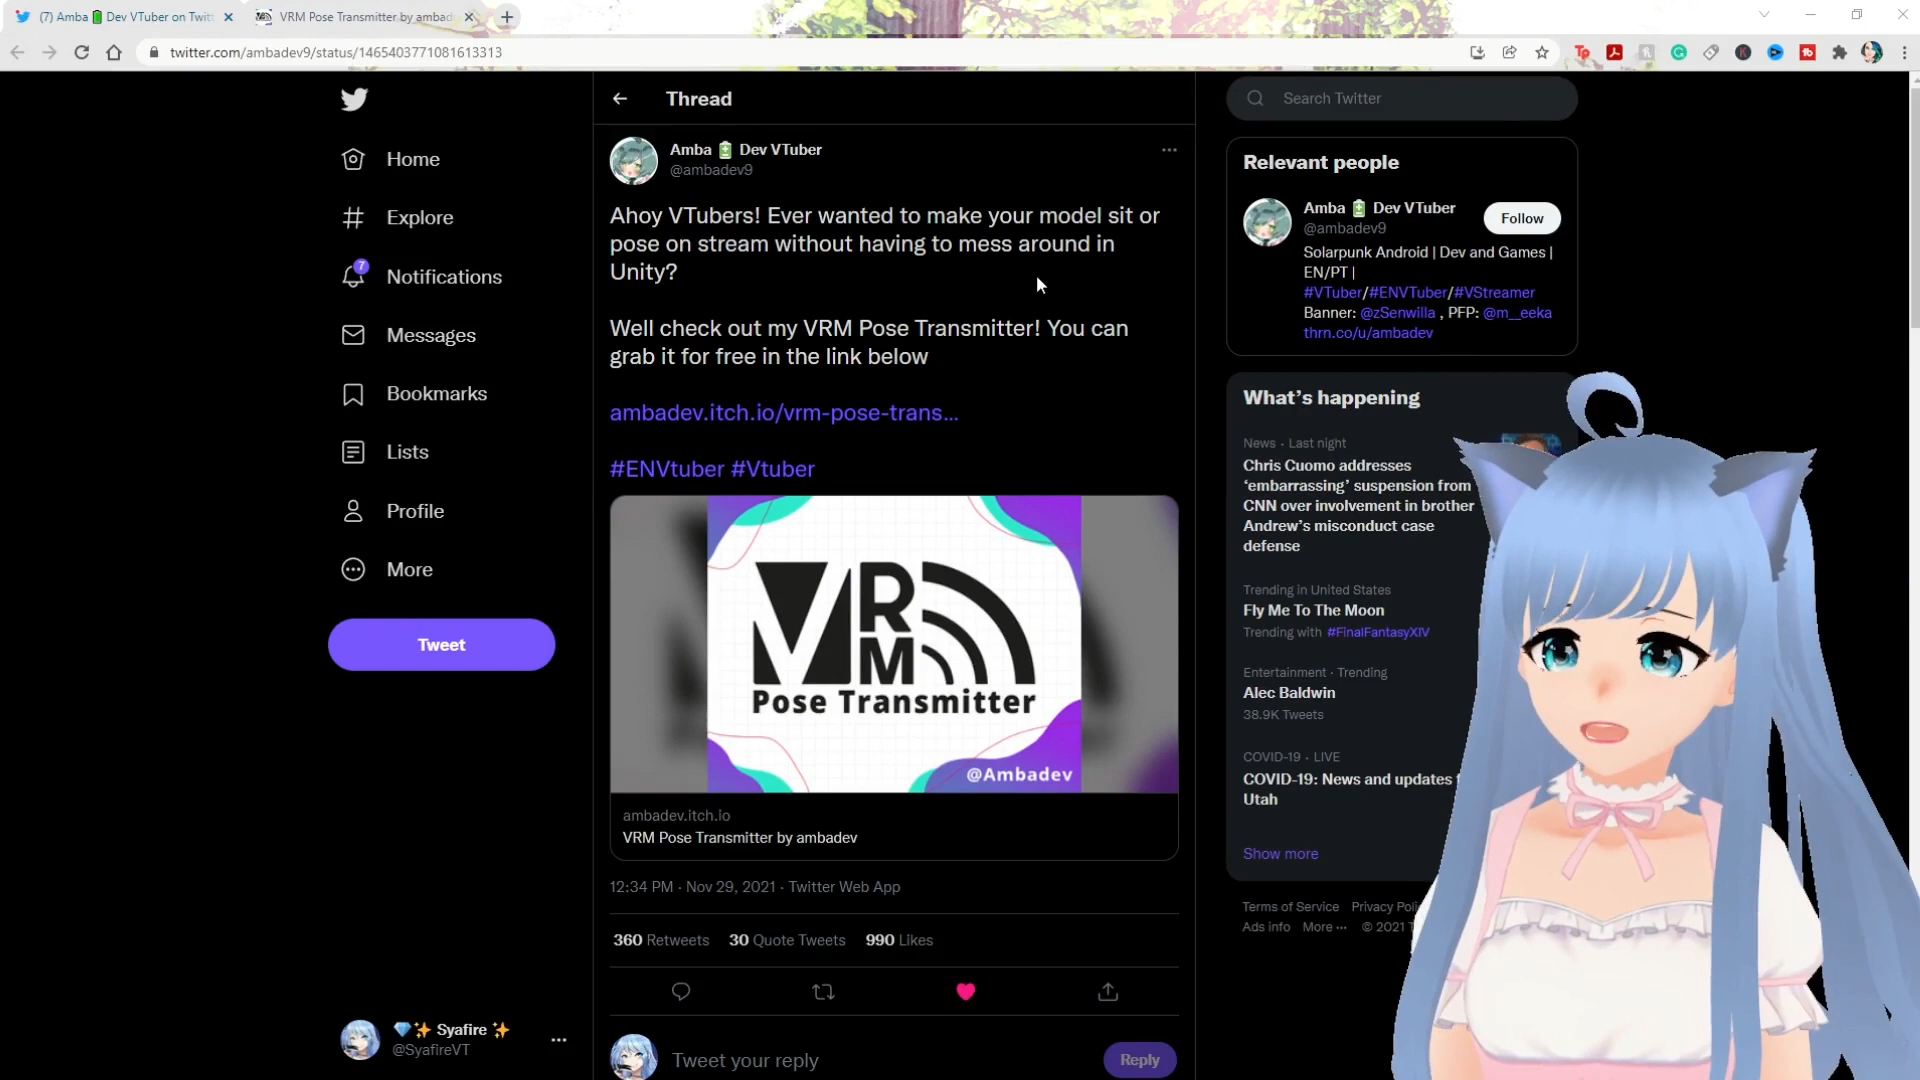 (7) Amba Dev VTuber on Twitt
VRM Pose Transmitter by ambad
twitter.com/ambadev9/status/1465403771081613313
Home
Explore
7
Notifications
Messages
Bookmarks
Lists
Profile
More
Tweet
Syafire
@SyafireVT
Thread
Amba Dev VTuber
@ambadev9
Ahoy VTubers! Ever wanted to make your model sit or
pose on stream without having to mess around in
Unity?
Well check out my VRM Pose Transmitter! You can
grab it for free in the link below
ambadev.itch.io/vrm-pose-trans...
#ENVtuber #Vtuber
VRM
Pose Transmitter
@Ambadev
ambadev.itch.io
VRM Pose Transmitter by ambadev
12:34 PM · Nov 29, 2021 · Twitter Web App
360 Retweets 30 Quote Tweets 990 Likes
Tweet your reply
Reply
Search Twitter
Relevant people
Amba Dev VTuber
@ambadev9
Follow
Solarpunk Android | Dev and Games |
EN/PT |
#VTuber/#ENVTuber/#VStreamer
Banner: @zSenwilla , PFP: @m__eeka
thrn.co/u/ambadev
What's happening
News · Last night
Chris Cuomo addresses
'embarrassing' suspension from
CNN over involvement in brother
Andrew's misconduct case
defense
Trending in United States
Fly Me To The Moon
Trending with #FinalFantasyXIV
Entertainment · Trending
Alec Baldwin
38.9K Tweets
COVID-19 · LIVE
COVID-19: News and updates
Utah
Show more
Terms of Service Privacy Poli
Ads info More ··· © 2021 T